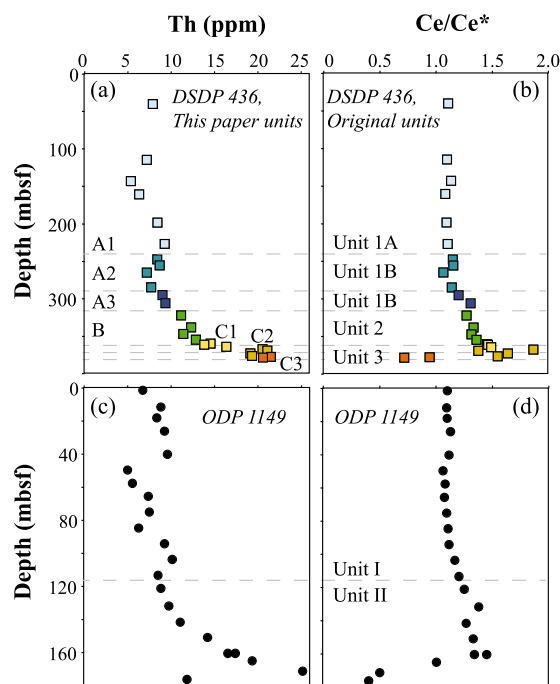 Th (ppm)
Ce/Ce*
0 5 10 15 20 25
0 0.5 1.0 1.5 2.0
0
100
200
300
Depth (mbsf)
(a)
DSDP 436,
This paper units
A1
A2
A3
B
C1
C2
C3
(b)
DSDP 436,
Original units
Unit 1A
Unit 1B
Unit 1B
Unit 2
Unit 3
0
40
80
120
160
Depth (mbsf)
(c)
ODP 1149
(d)
ODP 1149
Unit I
Unit II